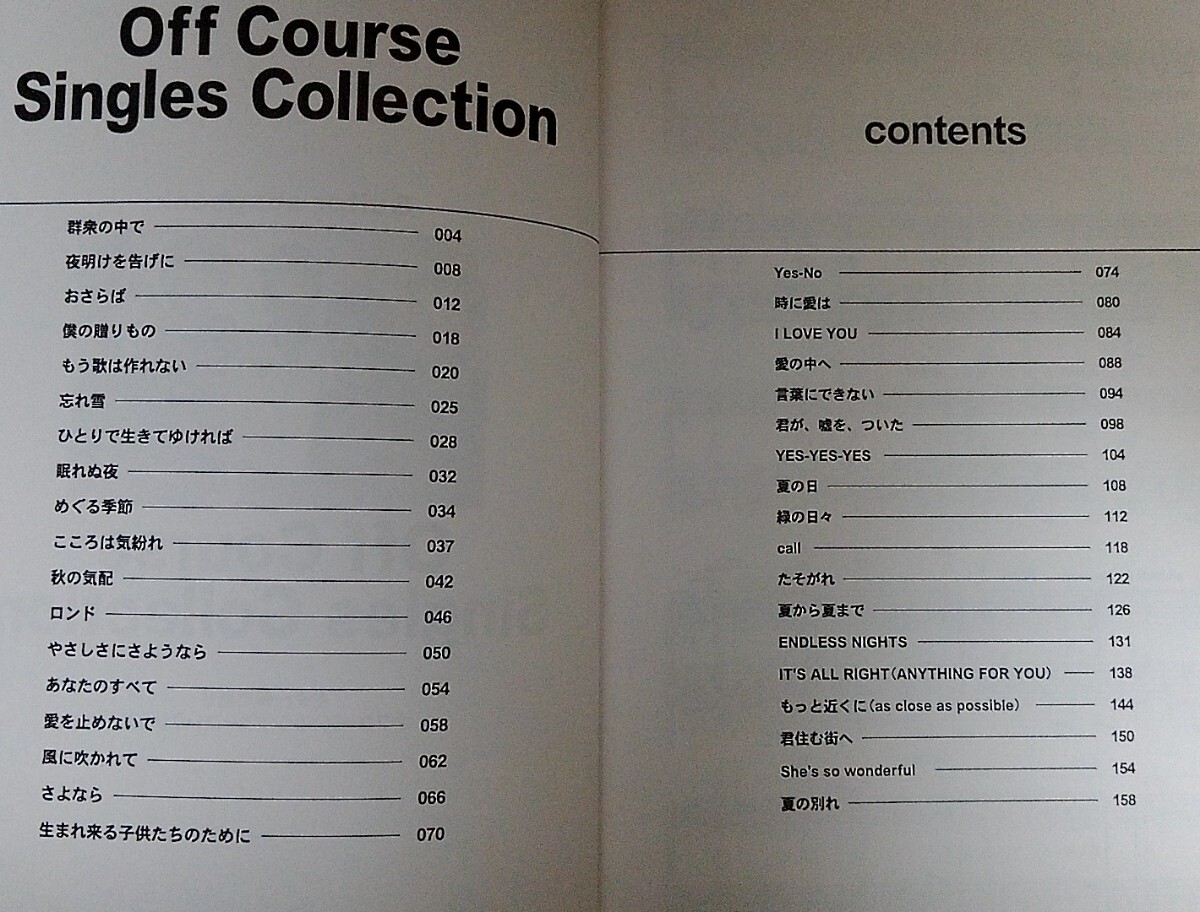 Off Course
Singles Collection
群衆の中で 004
夜明けを告げに 008
おさらば 012
僕の贈りもの 018
もう歌は作れない 020
忘れ雪 025
ひとりで生きてゆければ 028
眠れぬ夜 032
めぐる季節 034
こころは気紛れ 037
秋の気配 042
ロンド 046
やさしさにさようなら 050
あなたのすべて 054
愛を止めないで 058
風に吹かれて 062
さよなら 066
生まれ来る子供たちのために 070
contents
Yes-No 074
時に愛は 080
I LOVE YOU 084
愛の中へ 088
言葉にできない 094
君が、嘘を、ついた 098
YES-YES-YES 104
夏の日 108
緑の日々 112
call 118
たそがれ 122
夏から夏まで 126
ENDLESS NIGHTS 131
IT'S ALL RIGHT(ANYTHING FOR YOU) 138
もっと近くに(as close as possible) 144
君住む街へ 150
She's so wonderful 154
夏の別れ 158